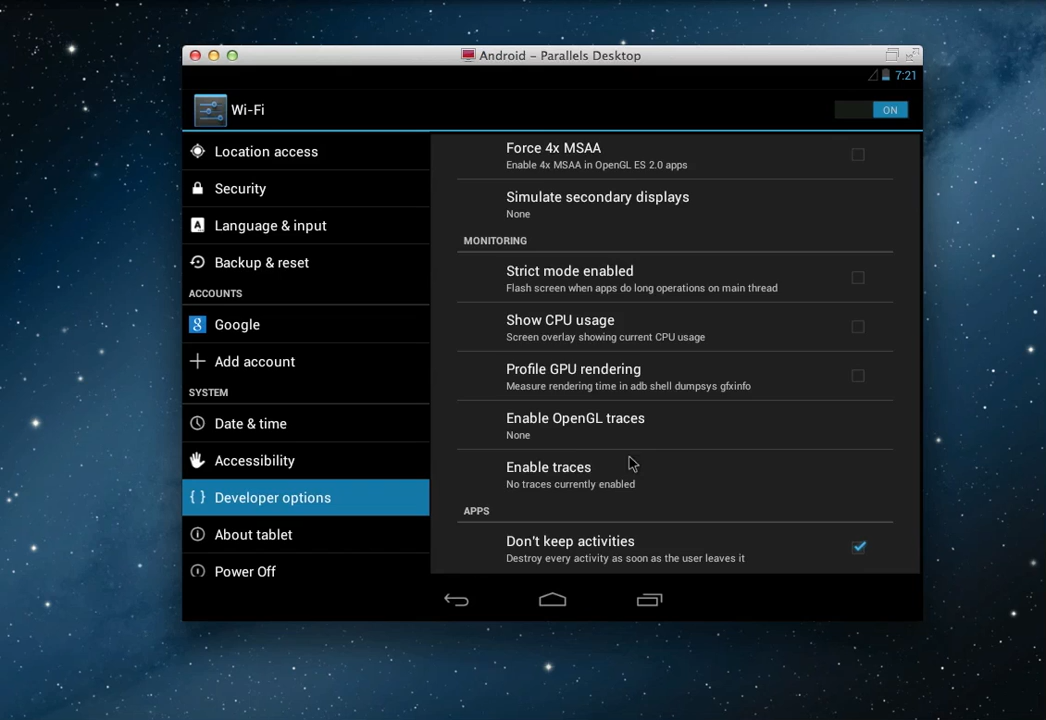 Android – Parallels Desktop
7:21
Wi-Fi
ON
Location access
Security
A
Language & input
Backup & reset
ACCOUNTS
8
Google
Add account
SYSTEM
Date & time
Accessibility
{ }
Developer options
About tablet
Power Off
Force 4x MSAA
Enable 4x MSAA in OpenGL ES 2.0 apps
Simulate secondary displays
None
MONITORING
Strict mode enabled
Flash screen when apps do long operations on main thread
Show CPU usage
Screen overlay showing current CPU usage
Profile GPU rendering
Measure rendering time in adb shell dumpsys gfxinfo
Enable OpenGL traces
None
Enable traces
No traces currently enabled
APPS
Don't keep activities
Destroy every activity as soon as the user leaves it